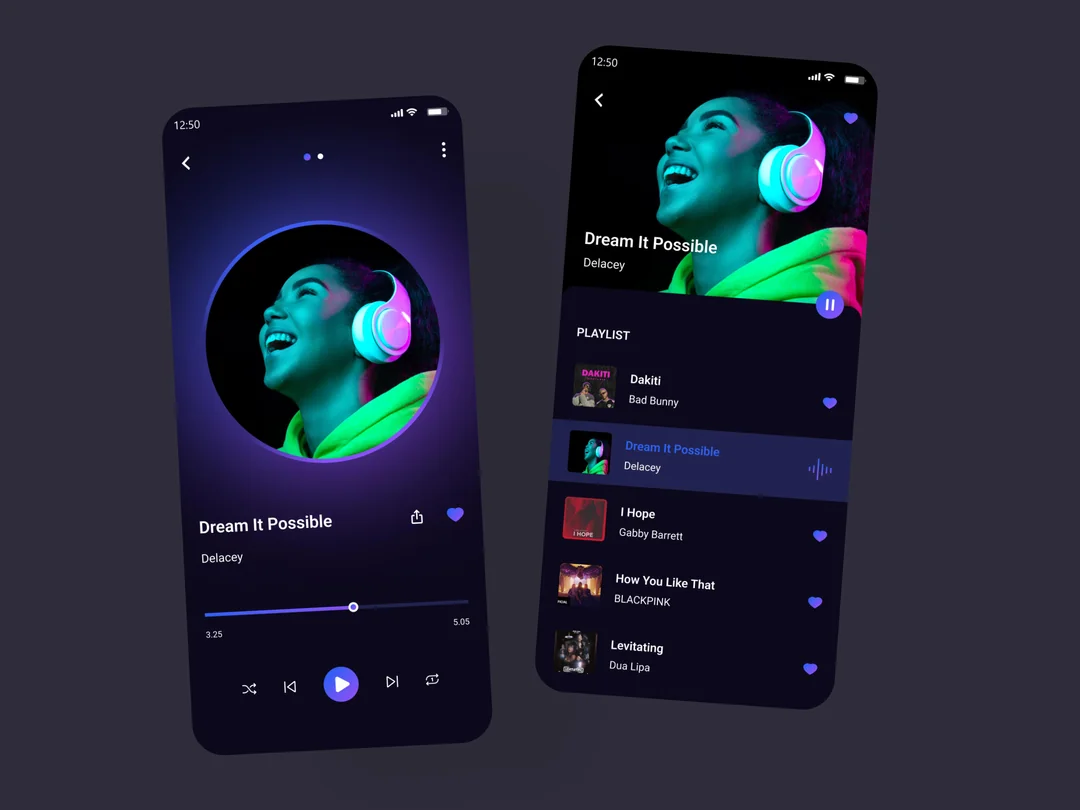 12:50
Dream It Possible
Delacey
3.25
5.05
12:50
Dream It Possible
Delacey
PLAYLIST
DAKITI
Dakiti
Bad Bunny
Dream It Possible
Delacey
I HOPE
I Hope
Gabby Barrett
How You Like That
BLACKPINK
Levitating
Dua Lipa